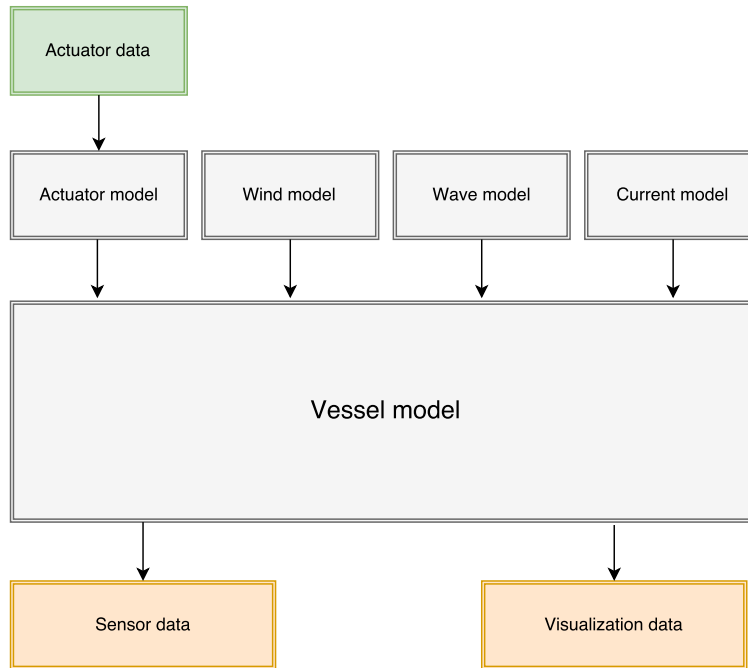 Actuator data
Actuator model
Wind model
Wave model
Current model
Vessel model
Sensor data
Visualization data